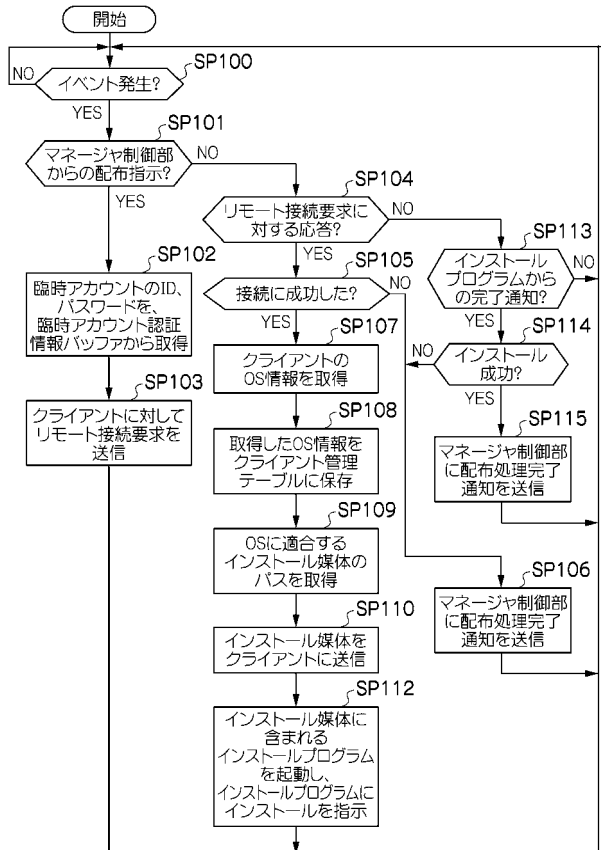 開始
SP100
イベント発生?
NO
YES
SP101
マネージャ制御部
からの配布指示?
NO
YES
SP102
臨時アカウントのID、
パスワードを、
臨時アカウント認証
情報バッファから取得
SP103
クライアントに対して
リモート接続要求を
送信
SP104
リモート接続要求に
対する応答?
NO
YES
SP105
接続に成功した?
NO
YES
SP107
クライアントの
OS情報を取得
SP108
取得したOS情報を
クライアント管理
テーブルに保存
SP109
OSに適合する
インストール媒体の
パスを取得
SP110
インストール媒体を
クライアントに送信
SP112
インストール媒体に
含まれる
インストールプログラム
を起動し、
インストールプログラムに
インストールを指示
SP113
インストール
プログラムから
の完了通知?
NO
YES
SP114
インストール
成功?
NO
YES
SP115
マネージャ制御部
に配布処理完了
通知を送信
SP106
マネージャ制御部
に配布処理完了
通知を送信